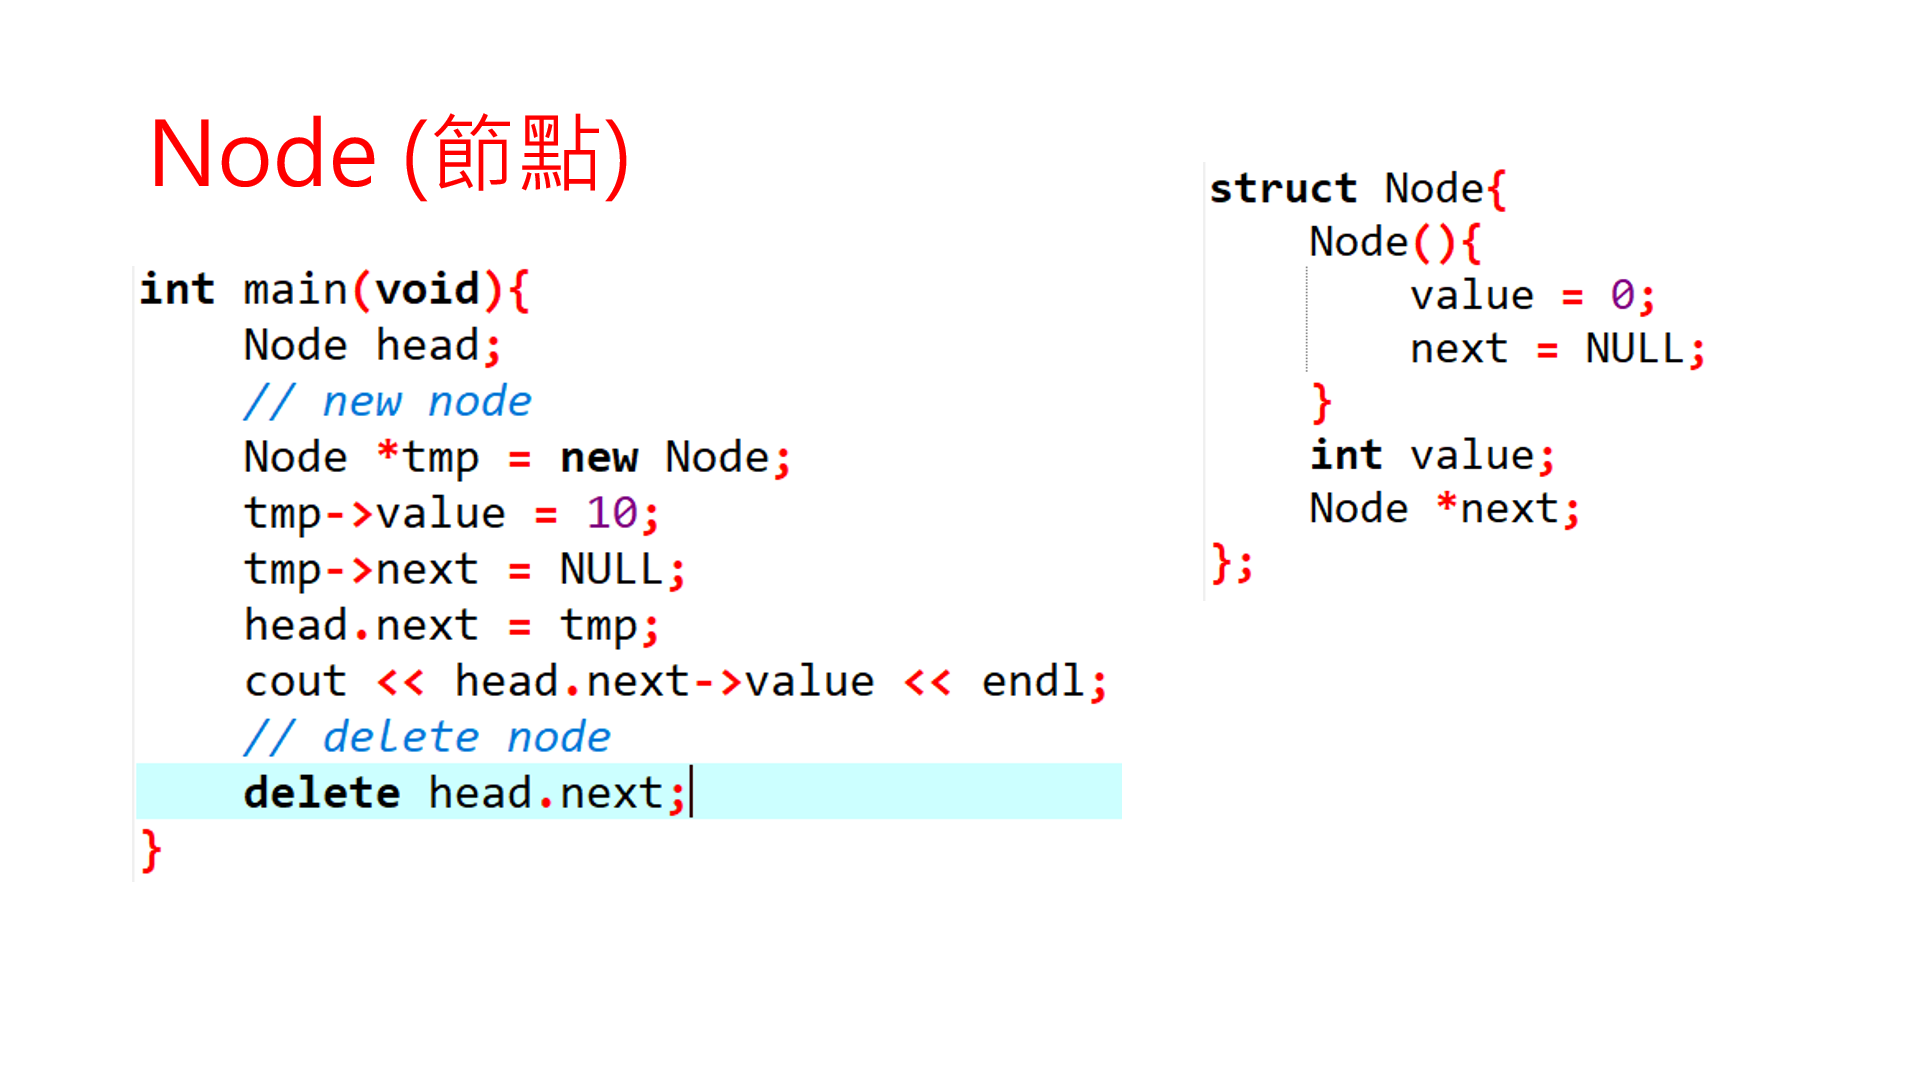 Node (節點)
int main(void){
    Node head;
    // new node
    Node *tmp = new Node;
    tmp->value = 10;
    tmp->next = NULL;
    head.next = tmp;
    cout << head.next->value << endl;
    // delete node
    delete head.next;
}
struct Node{
    Node(){
        value = 0;
        next = NULL;
    }
    int value;
    Node *next;
};